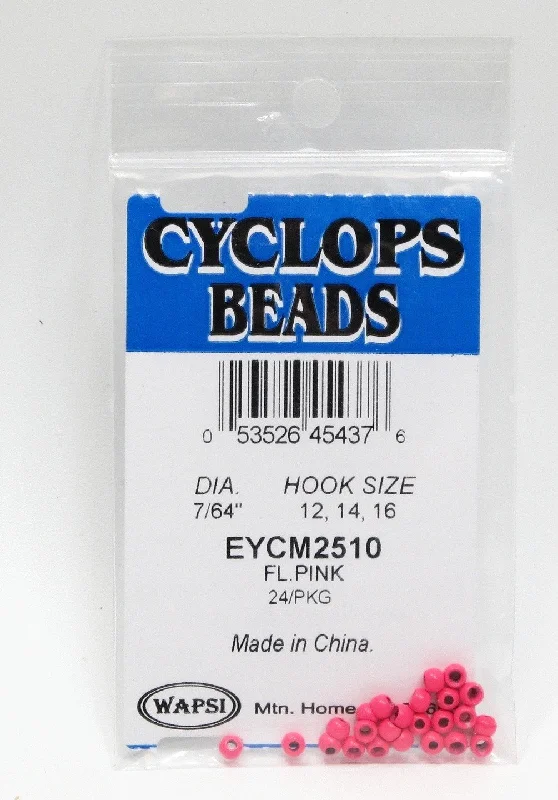 CYCLOPS
BEADS
0 53526 45437 6
DIA. HOOK SIZE
7/64" 12, 14, 16
EYCM2510
FL.PINK
24/PKG
Made in China.
WAPSI Mtn. Home